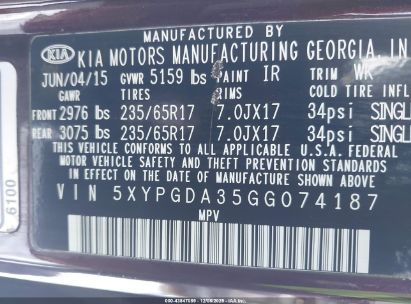 MANUFACTURED BY
KIA KIA MOTORS MANUFACTURING GEORGIA, IN
JUN/04/15 GVWR 5159 lbs PAINT IR TRIM WK
GAWR TIRES RIMS COLD TIRE INFL
FRONT 2976 lbs 235/65R17 7.0JX17 34psi SINGL
REAR 3075 lbs 235/65R17 7.0JX17 34psi SINGL
THIS VEHICLE CONFORMS TO ALL APPLICABLE U.S.A. FEDERAL
MOTOR VEHICLE SAFETY AND THEFT PREVENTION STANDARDS
IN EFFECT ON THE DATE OF MANUFACTURE SHOWN ABOVE
VIN 5XYPGDA35GG074187
MPV
6100